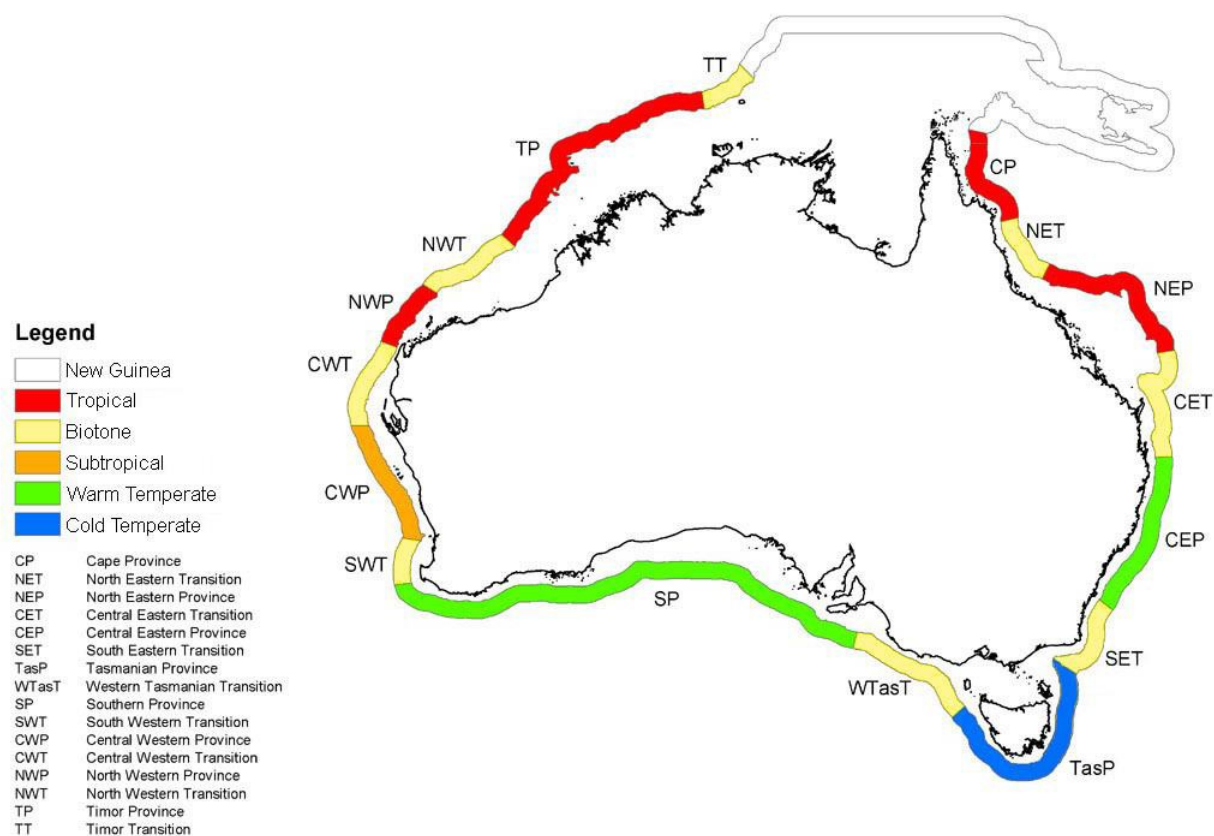 TT
TP
CP
NWT
NET
NWP
NEP
Legend
CWT
New Guinea
Tropical
CET
Biotone
Subtropical
CWP
Warm Temperate
Cold Temperate
CEP
SWT
SP
SET
WTasT
TasP
CP Cape Province
NET North Eastern Transition
NEP North Eastern Province
CET Central Eastern Transition
CEP Central Eastern Province
SET South Eastern Transition
TasP Tasmanian Province
WTasT Western Tasmanian Transition
SP Southern Province
SWT South Western Transition
CWP Central Western Province
CWT Central Western Transition
NWP North Western Province
NWT North Western Transition
TP Timor Province
TT Timor Transition